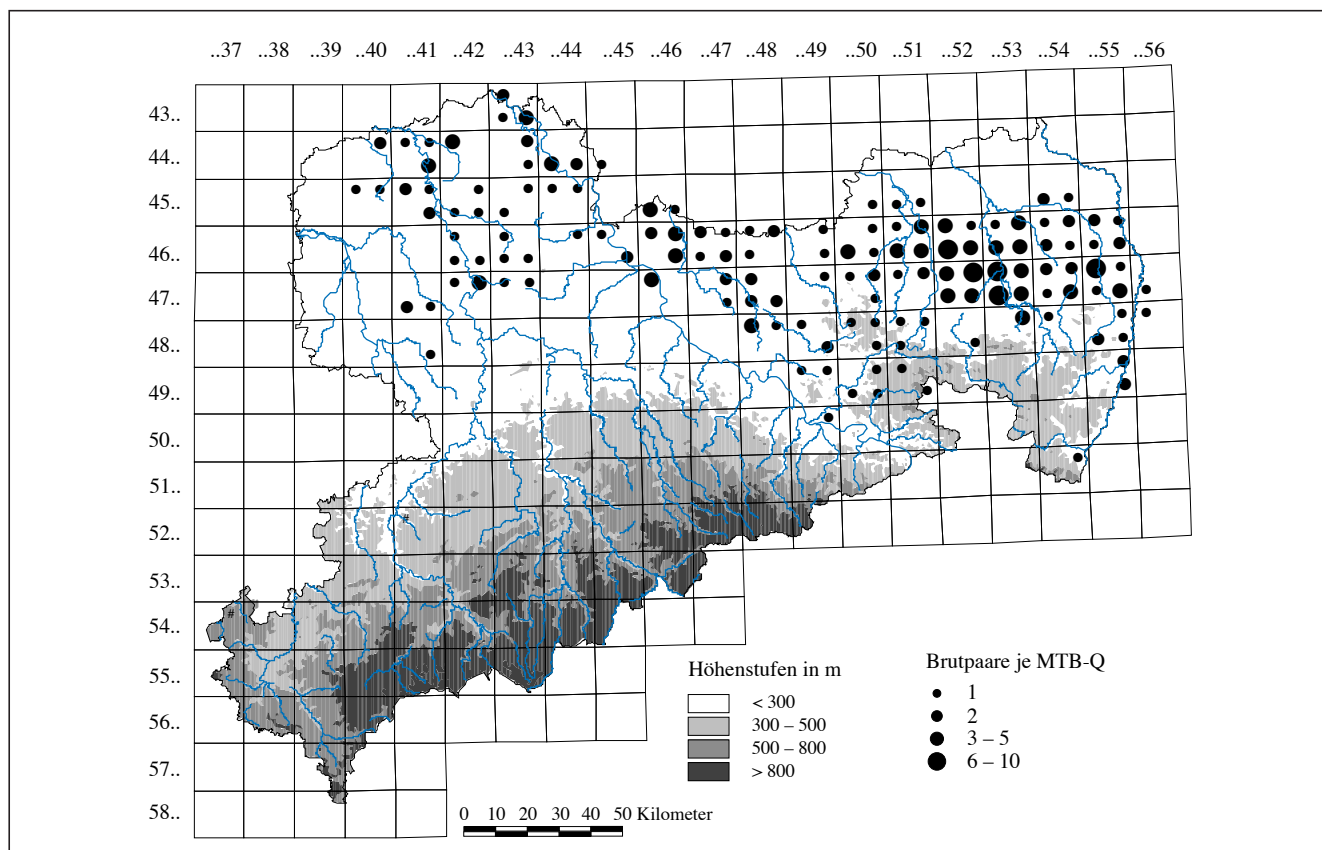 ..37 ..38 ..39 ..40 ..41 ..42 ..43 ..44 ..45 ..46 ..47 ..48 ..49 ..50 ..51 ..52 ..53 ..54 ..55 ..56
43..
44..
45..
46..
47..
48..
49..
50..
51..
52..
53..
54..
55..
56..
57..
58..
Höhenstufen in m
< 300
300 – 500
500 – 800
> 800
Brutpaare je MTB-Q
1
2
3 – 5
6 – 10
0 10 20 30 40 50 Kilometer